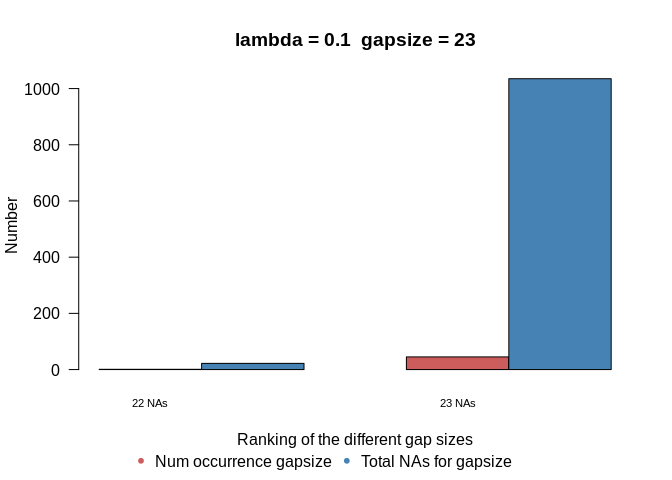 lambda = 0.1  gapsize = 23
Number
1000
800
600
400
200
0
22 NAs
23 NAs
Ranking of the different gap sizes
Num occurrence gapsize
Total NAs for gapsize